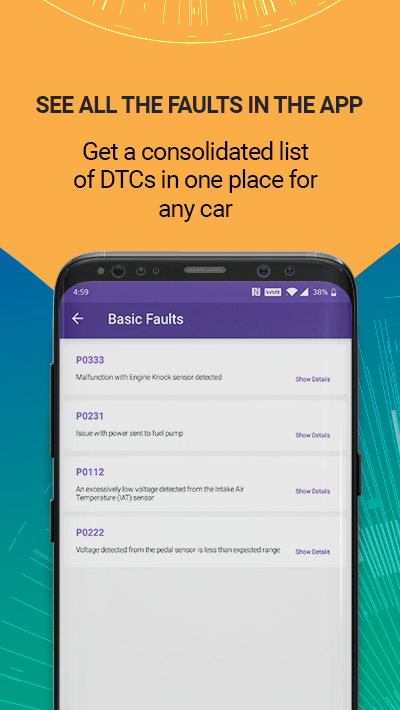 SEE ALL THE FAULTS IN THE APP
Get a consolidated list
of DTCs in one place for
any car
4:59
38%
Basic Faults
P0333
Malfunction with Engine Knock sensor detected
Show Details
P0231
Issue with power sent to fuel pump
Show Details
P0112
An excessively low voltage detected from the Intake Air
Temperature (IAT) sensor
Show Details
P0222
Voltage detected from the pedal sensor is less than expected range
Show Details